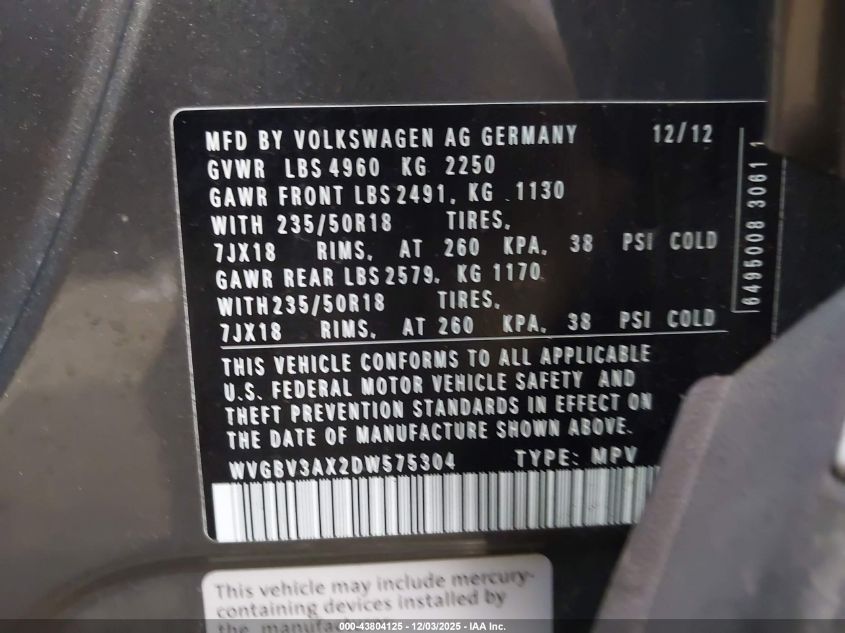 MFD BY VOLKSWAGEN AG GERMANY 12/12
GVWR LBS 4960 KG 2250
GAWR FRONT LBS 2491, KG 1130
WITH 235/50R18 TIRES,
7JX18 RIMS, AT 260 KPA, 38 PSI COLD
GAWR REAR LBS 2579, KG 1170
WITH 235/50R18 TIRES,
7JX18 RIMS, AT 260 KPA, 38 PSI COLD
THIS VEHICLE CONFORMS TO ALL APPLICABLE
U.S. FEDERAL MOTOR VEHICLE SAFETY AND
THEFT PREVENTION STANDARDS IN EFFECT ON
THE DATE OF MANUFACTURE SHOWN ABOVE.
WVGBV3AX2DW575304 TYPE: MPV
6495008 3061 1
This vehicle may include mercury-
containing devices installed by
the
000-43804125 - 12/03/2025 - IAA Inc.